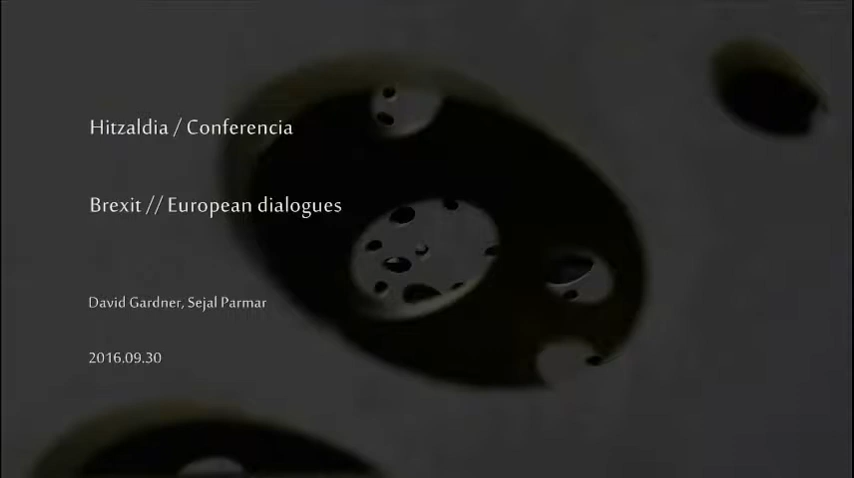 Hitzaldia / Conferencia
Brexit // European dialogues
David Gardner, Sejal Parmar
2016.09.30